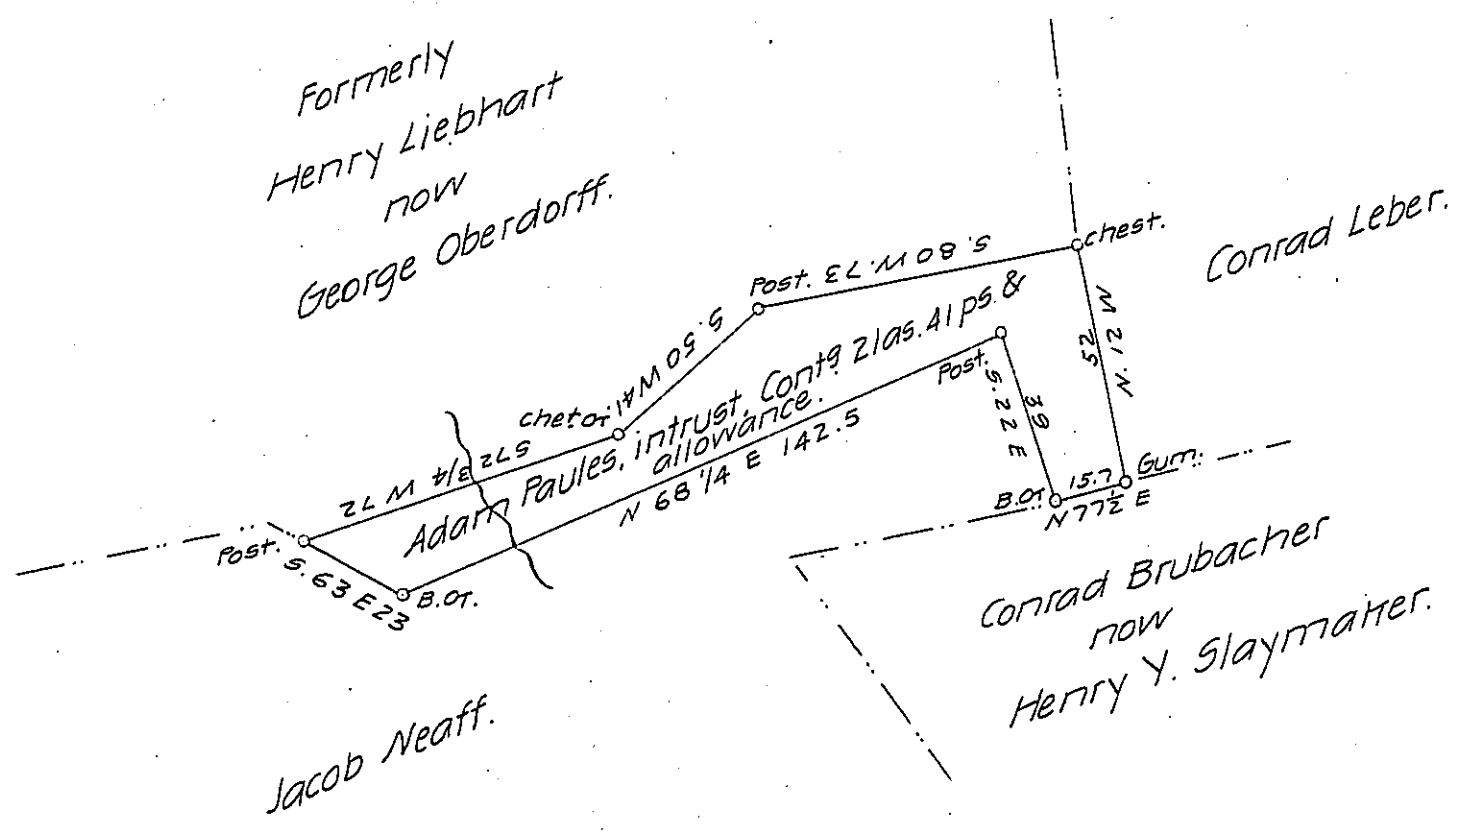 Formerly
Henry Liebhart
now
George Oberdorff.
Conrad Leber.
chest.
S. 80 W. 73
Post.
S. 50 W 41
chet or
S 72 3/4 W 72
Post.
S. 63 E 23
B.OT.
N 68 1/4 E 142.5
Post.
S. 22 E
39
B.OT
15.7
N 77 1/2 E
Gum.
N. 12 W
52
Adam Paules, intrust, Contg. 21as. 41 ps. &
allowance.
Conrad Brubacher
now
Henry Y. Slaymaker.
Jacob Neaff.